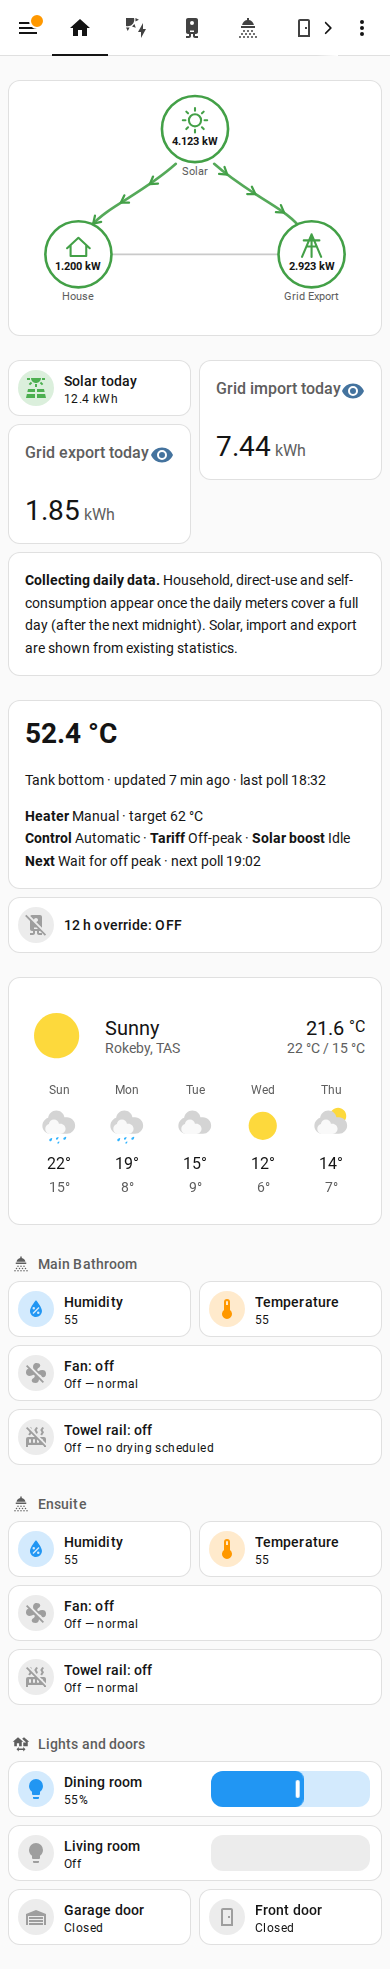 4.123 kW
Solar
1.200 kW
House
2.923 kW
Grid Export
Solar today
12.4 kWh
Grid import today
7.44 kWh
Grid export today
1.85 kWh
Collecting daily data. Household, direct-use and self-
consumption appear once the daily meters cover a full
day (after the next midnight). Solar, import and export
are shown from existing statistics.
52.4 °C
Tank bottom · updated 7 min ago · last poll 18:32
Heater Manual · target 62 °C
Control Automatic · Tariff Off-peak · Solar boost Idle
Next Wait for off peak · next poll 19:02
12 h override: OFF
Sunny
Rokeby, TAS
21.6 °C
22 °C / 15 °C
Sun Mon Tue Wed Thu
22° 19° 15° 12° 14°
15° 8° 9° 6° 7°
Main Bathroom
Humidity
55
Temperature
55
Fan: off
Off – normal
Towel rail: off
Off – no drying scheduled
Ensuite
Humidity
55
Temperature
55
Fan: off
Off – normal
Towel rail: off
Off – normal
Lights and doors
Dining room
55%
Living room
Off
Garage door
Closed
Front door
Closed